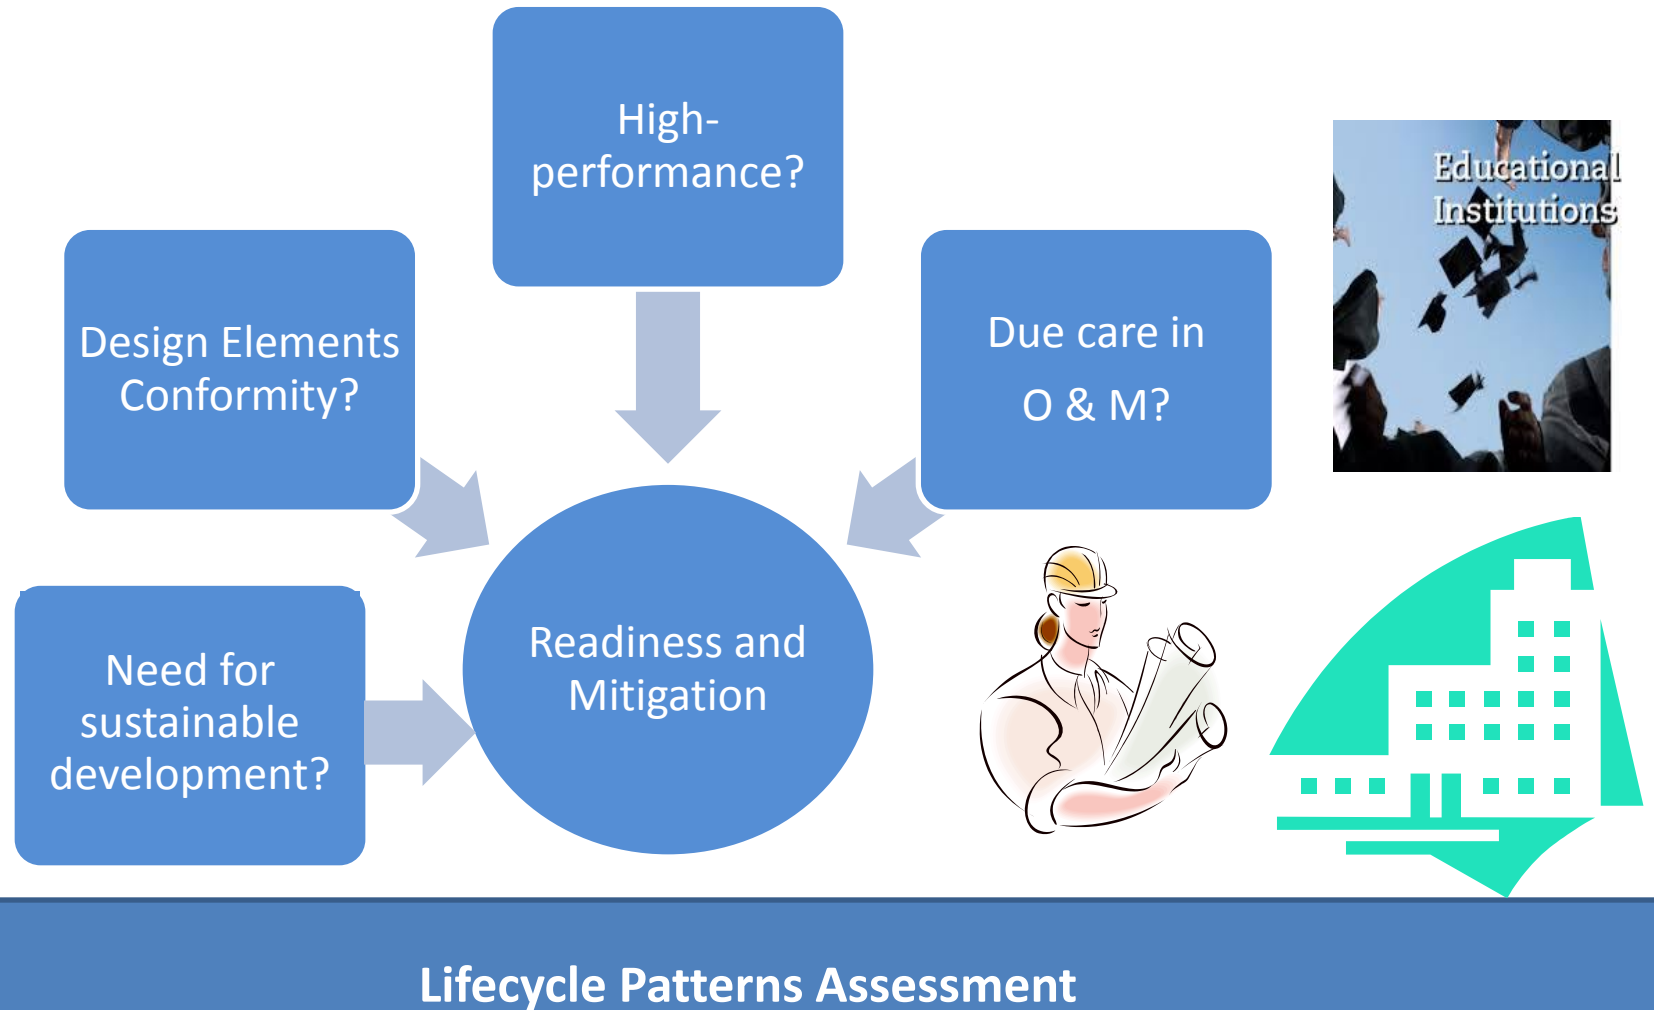 High-
performance?
Educational
Institutions
Design Elements
Conformity?
Due care in
O & M?
Need for
sustainable
development?
Readiness and
Mitigation
Lifecycle Patterns Assessment